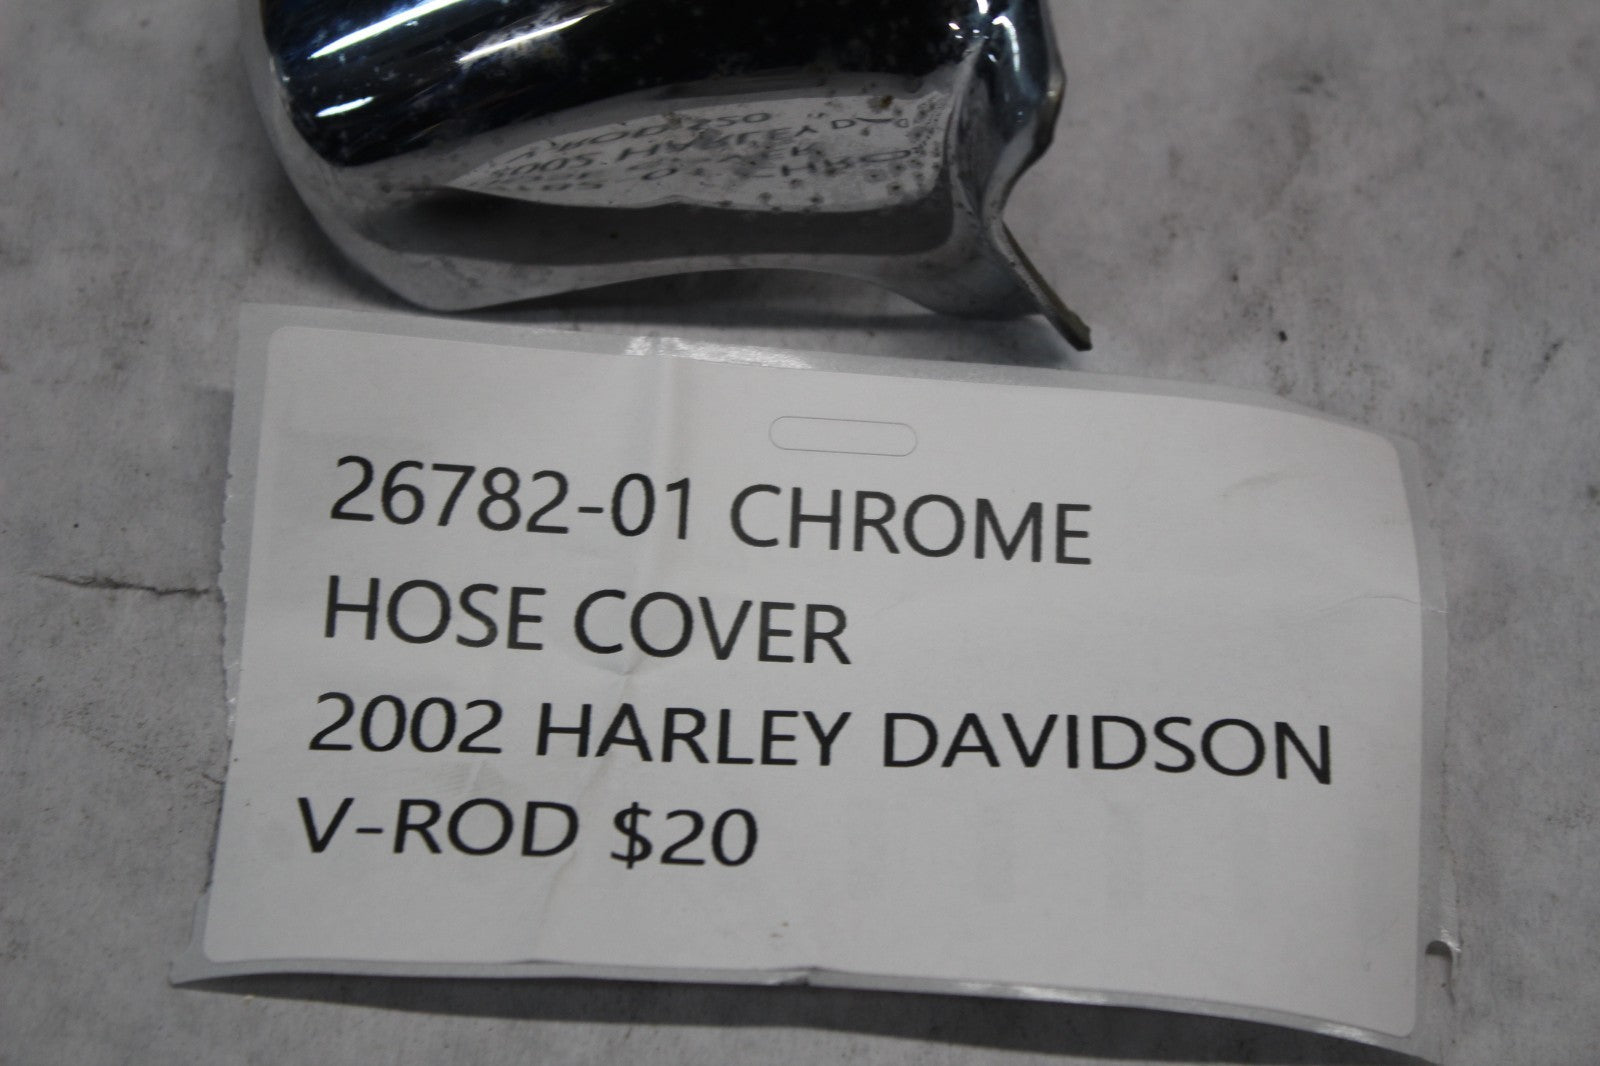 26782-01 CHROME
HOSE COVER
2002 HARLEY DAVIDSON
V-ROD $20